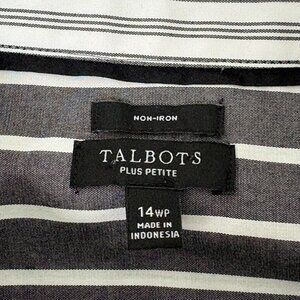 NON-IRON
TALBOTS
PLUS PETITE
14WP
MADE IN
INDONESIA